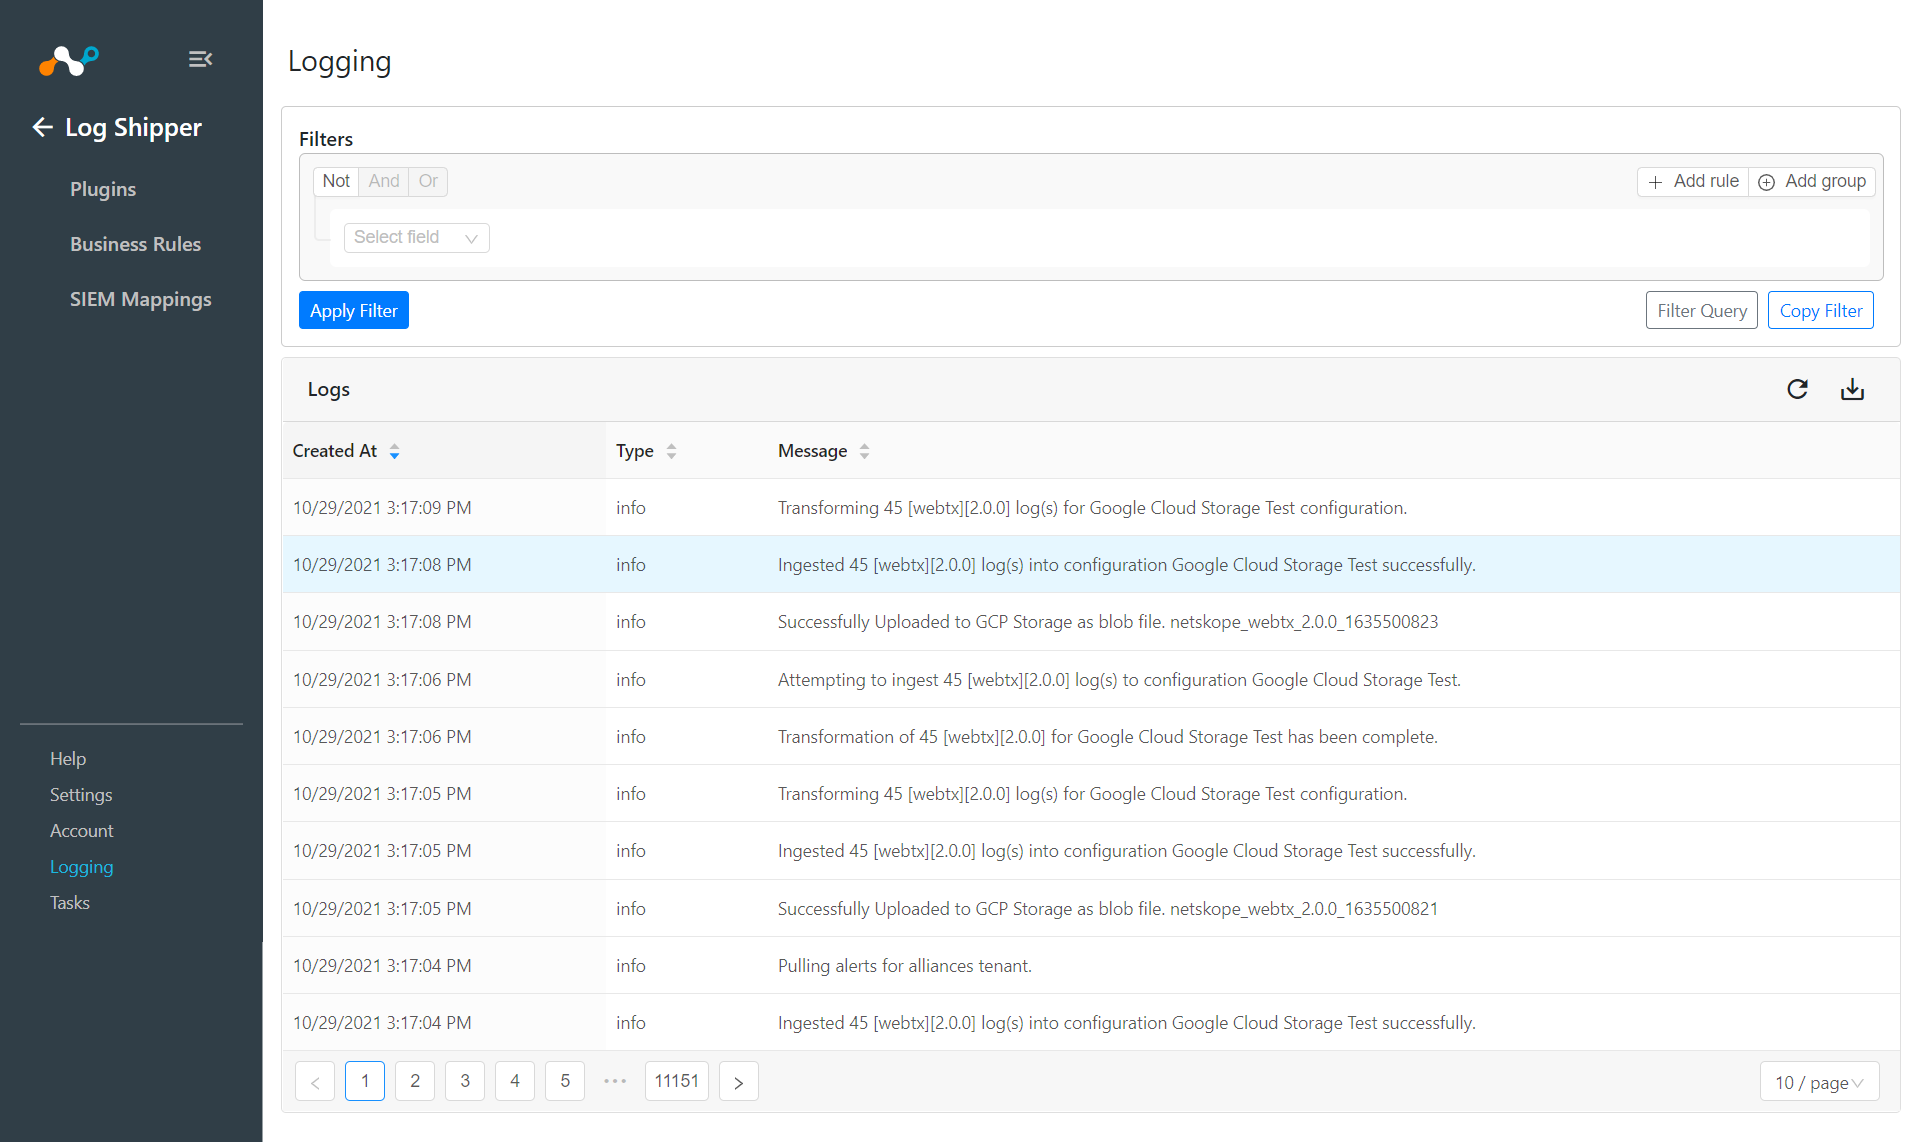 Log Shipper
Plugins
Business Rules
SIEM Mappings
Help
Settings
Account
Logging
Tasks
Logging
Filters
Not And Or
Add rule Add group
Select field
Apply Filter
Filter Query Copy Filter
Logs
Created At Type Message
10/29/2021 3:17:09 PM info Transforming 45 [webtx][2.0.0] log(s) for Google Cloud Storage Test configuration.
10/29/2021 3:17:08 PM info Ingested 45 [webtx][2.0.0] log(s) into configuration Google Cloud Storage Test successfully.
10/29/2021 3:17:08 PM info Successfully Uploaded to GCP Storage as blob file. netskope_webtx_2.0.0_1635500823
10/29/2021 3:17:06 PM info Attempting to ingest 45 [webtx][2.0.0] log(s) to configuration Google Cloud Storage Test.
10/29/2021 3:17:06 PM info Transformation of 45 [webtx][2.0.0] for Google Cloud Storage Test has been complete.
10/29/2021 3:17:05 PM info Transforming 45 [webtx][2.0.0] log(s) for Google Cloud Storage Test configuration.
10/29/2021 3:17:05 PM info Ingested 45 [webtx][2.0.0] log(s) into configuration Google Cloud Storage Test successfully.
10/29/2021 3:17:05 PM info Successfully Uploaded to GCP Storage as blob file. netskope_webtx_2.0.0_1635500821
10/29/2021 3:17:04 PM info Pulling alerts for alliances tenant.
10/29/2021 3:17:04 PM info Ingested 45 [webtx][2.0.0] log(s) into configuration Google Cloud Storage Test successfully.
< 1 2 3 4 5 ••• 11151 >
10 / page